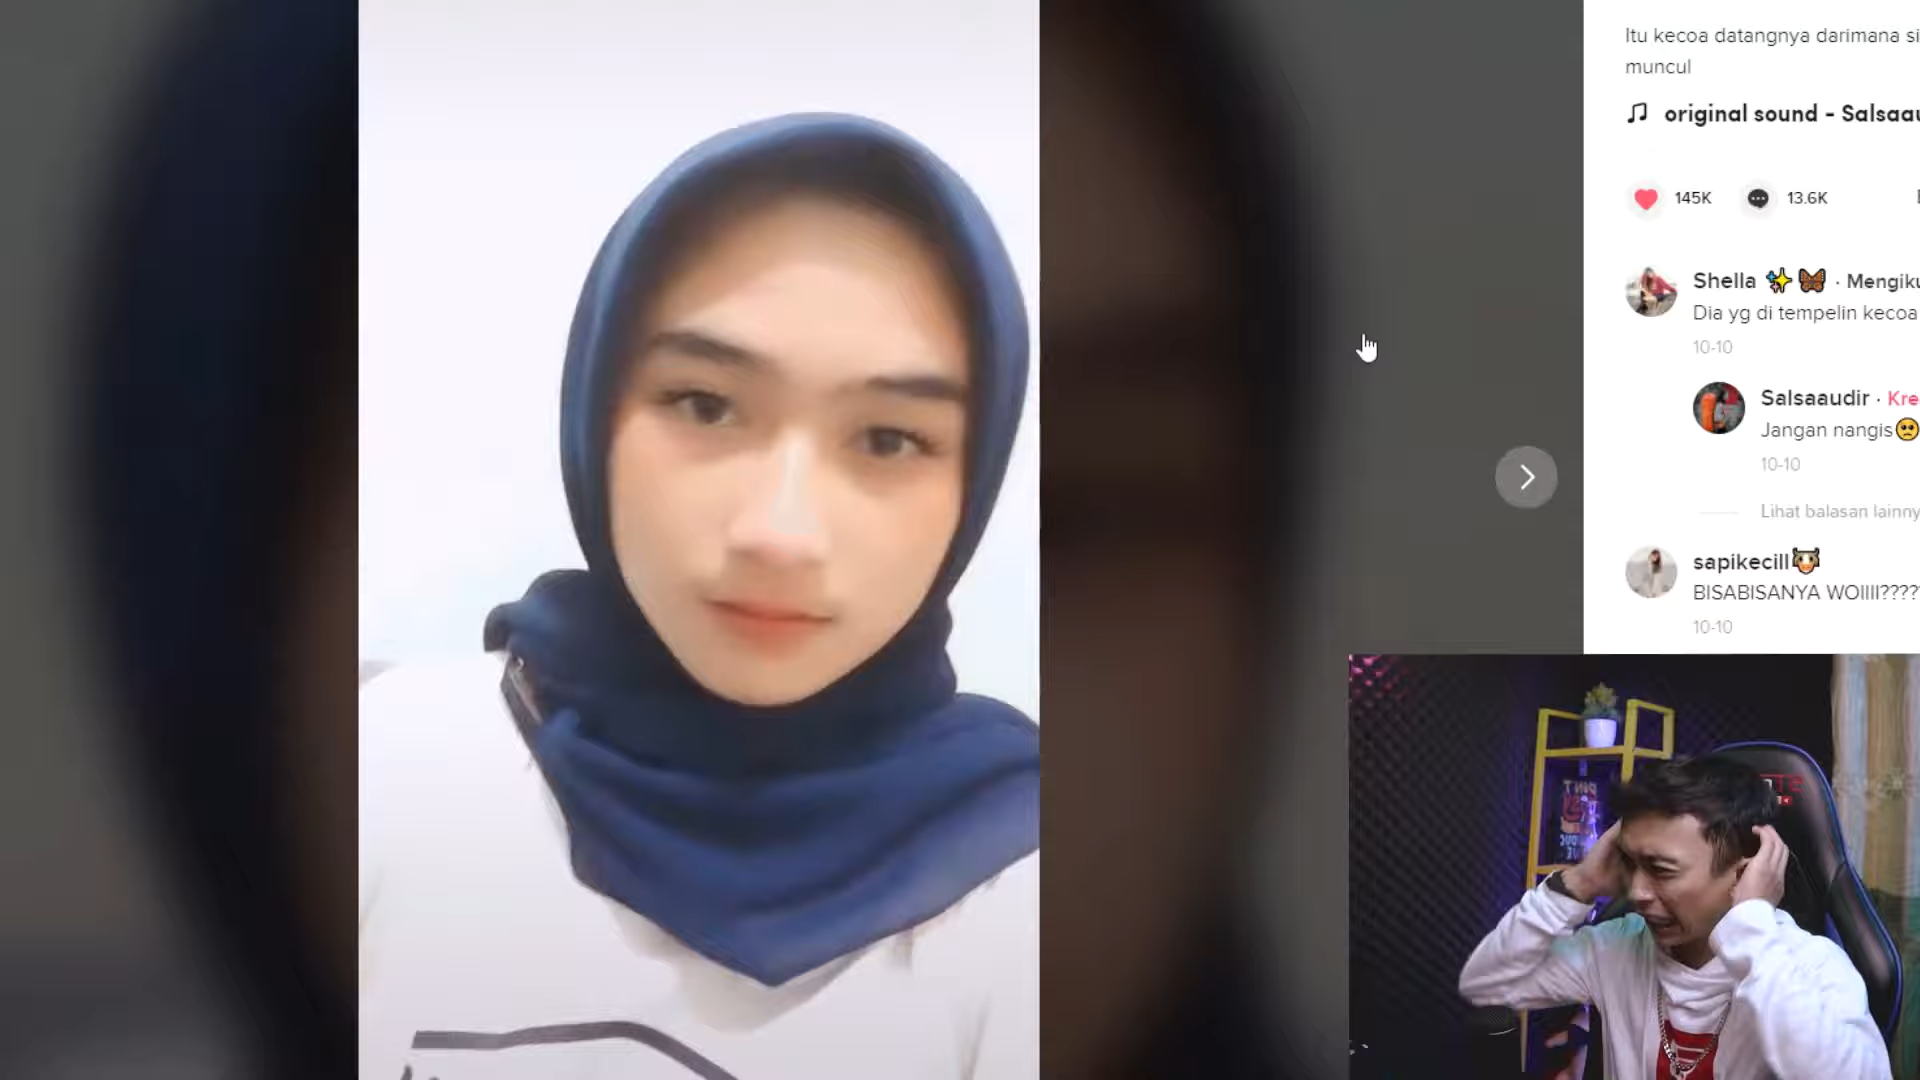 Itu kecoa datangnya darimana si
muncul
original sound - Salsaau
145K 13.6K
Shella ✨🦋 · Mengiku
Dia yg di tempelin kecoa
10-10
Salsaaudir · Kre
Jangan nangis🥺
10-10
Lihat balasan lainny
sapikecill🐮
BISABISANYA WOIIII????
10-10